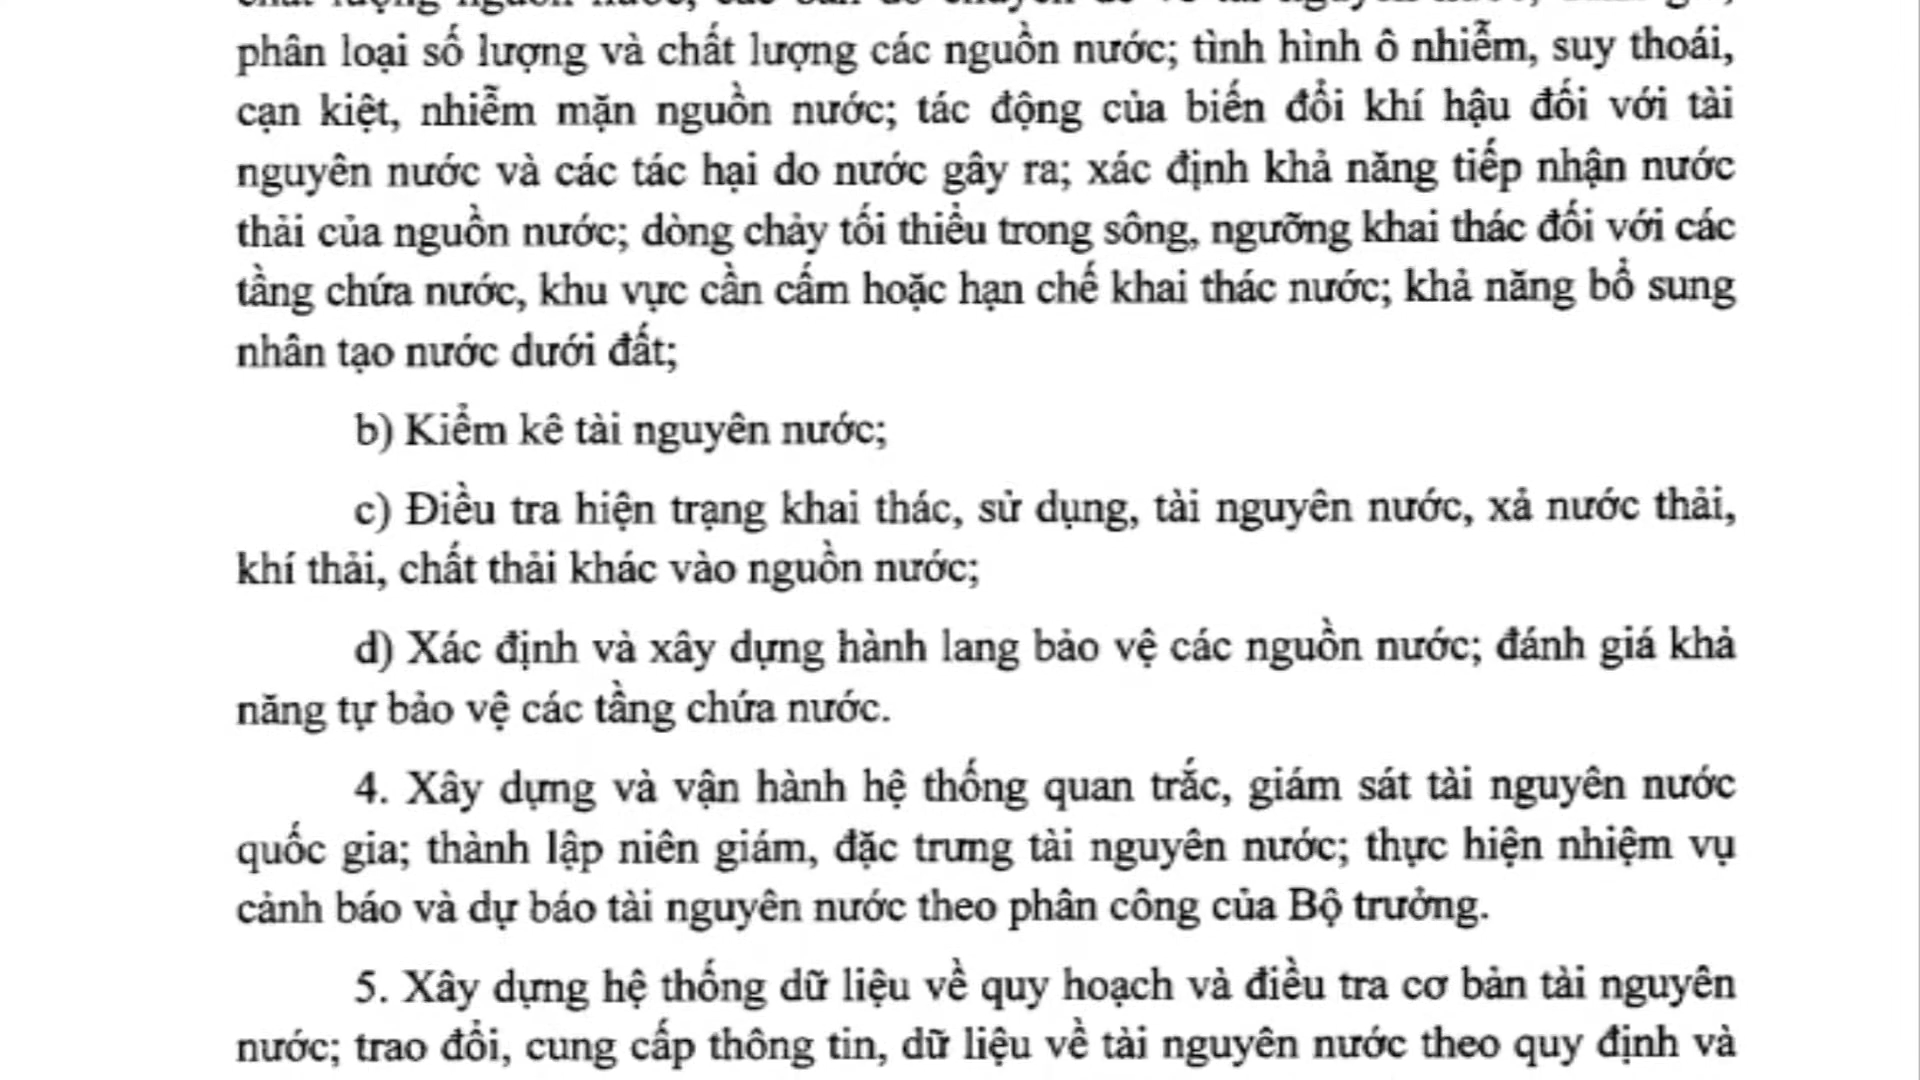 phân loại số lượng và chất lượng các nguồn nước; tình hình ô nhiễm, suy thoái,
cạn kiệt, nhiễm mặn nguồn nước; tác động của biến đổi khí hậu đối với tài
nguyên nước và các tác hại do nước gây ra; xác định khả năng tiếp nhận nước
thải của nguồn nước; dòng chảy tối thiểu trong sông, ngưỡng khai thác đối với các
tầng chứa nước, khu vực cần cấm hoặc hạn chế khai thác nước; khả năng bổ sung
nhân tạo nước dưới đất;
b) Kiểm kê tài nguyên nước;
c) Điều tra hiện trạng khai thác, sử dụng, tài nguyên nước, xả nước thải,
khí thải, chất thải khác vào nguồn nước;
d) Xác định và xây dựng hành lang bảo vệ các nguồn nước; đánh giá khả
năng tự bảo vệ các tầng chứa nước.
4. Xây dựng và vận hành hệ thống quan trắc, giám sát tài nguyên nước
quốc gia; thành lập niên giám, đặc trưng tài nguyên nước; thực hiện nhiệm vụ
cảnh báo và dự báo tài nguyên nước theo phân công của Bộ trưởng.
5. Xây dựng hệ thống dữ liệu về quy hoạch và điều tra cơ bản tài nguyên
nước; trao đổi, cung cấp thông tin, dữ liệu về tài nguyên nước theo quy định và